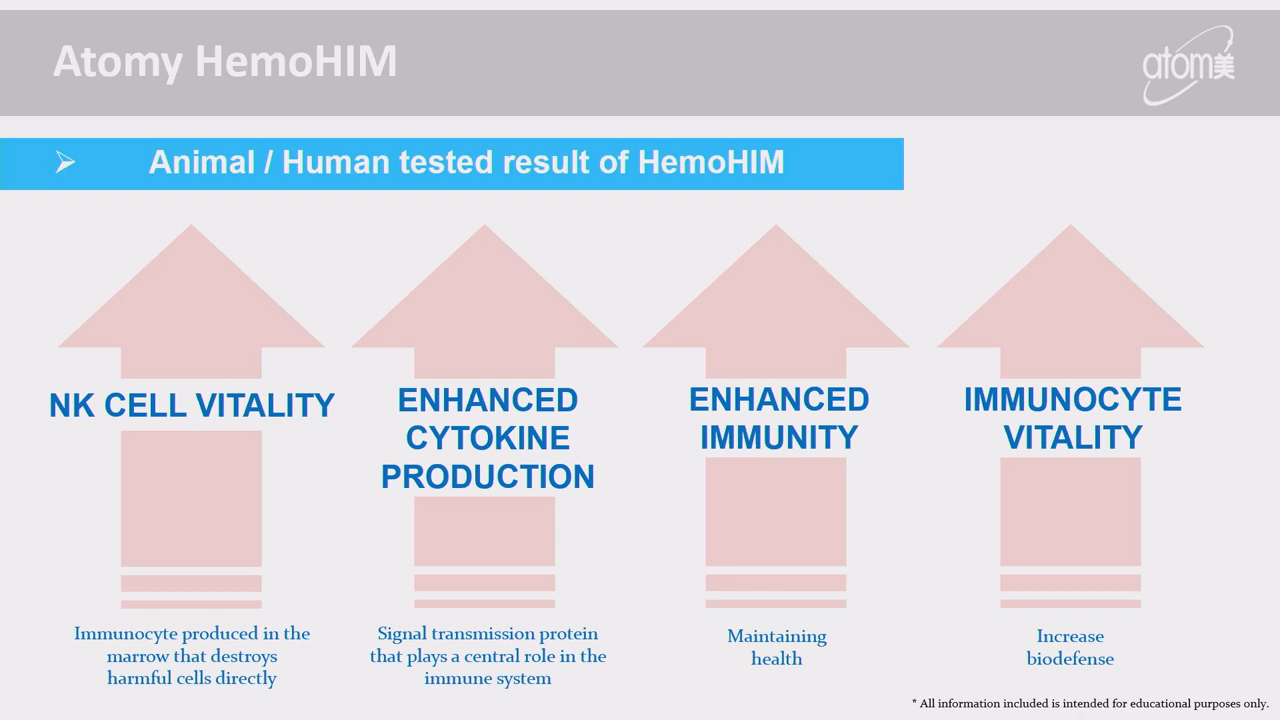 Atomy HemoHIM
atom美
Animal / Human tested result of HemoHIM
NK CELL VITALITY
Immunocyte produced in the
marrow that destroys
harmful cells directly
ENHANCED
CYTOKINE
PRODUCTION
Signal transmission protein
that plays a central role in the
immune system
ENHANCED
IMMUNITY
Maintaining
health
IMMUNOCYTE
VITALITY
Increase
biodefense
* All information included is intended for educational purposes only.